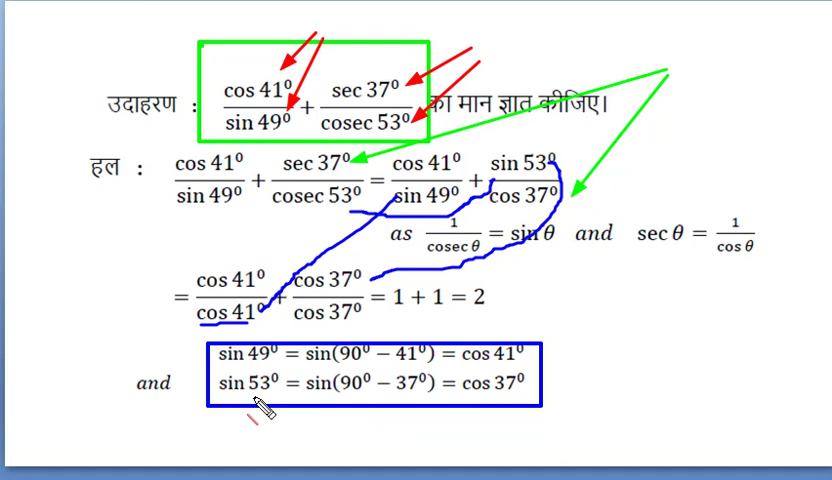 उदाहरण : cos 41⁰/sin 49⁰ + sec 37⁰/cosec 53⁰ का मान ज्ञात कीजिए।
हल : cos 41⁰/sin 49⁰ + sec 37⁰/cosec 53⁰ = cos 41⁰/sin 49⁰ + sin 53⁰/cos 37⁰
as 1/cosec θ = sin θ and sec θ = 1/cos θ
= cos 41⁰/cos 41⁰ + cos 37⁰/cos 37⁰ = 1 + 1 = 2
sin 49⁰ = sin(90⁰ − 41⁰) = cos 41⁰
and sin 53⁰ = sin(90⁰ − 37⁰) = cos 37⁰